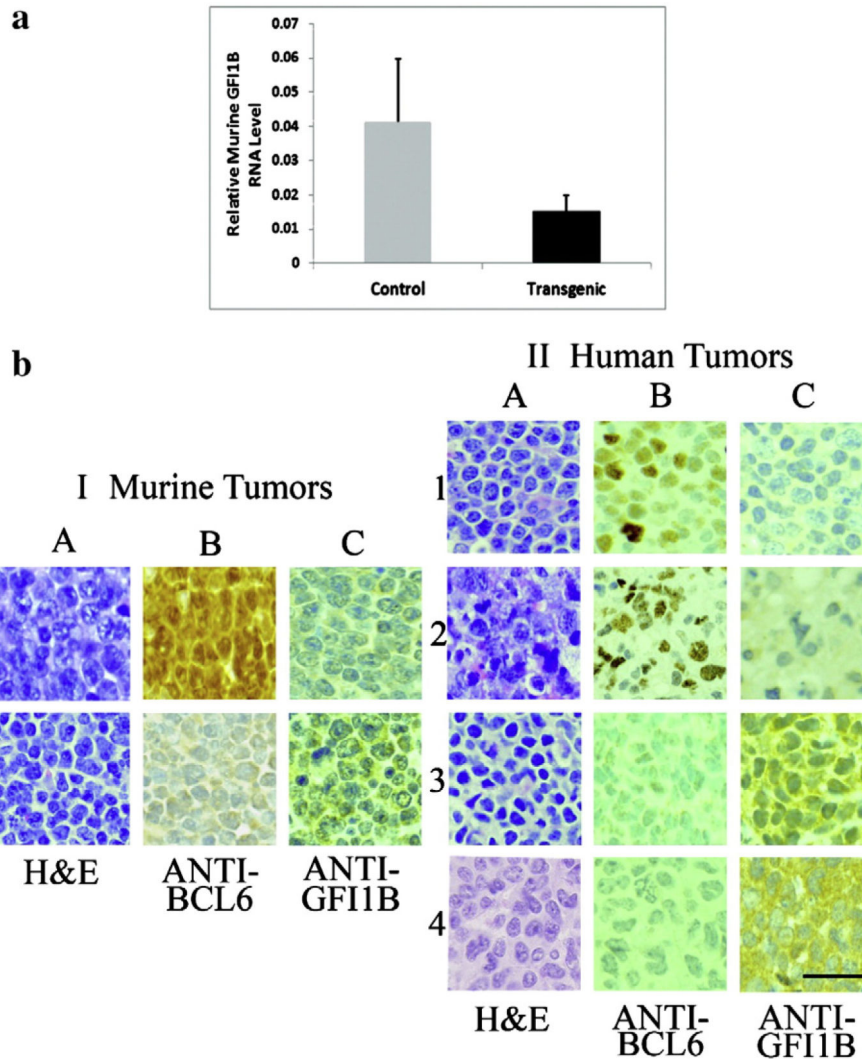 a
Relative Murine GFI1B
RNA Level
0.07
0.06
0.05
0.04
0.03
0.02
0.01
0
Control
Transgenic
b
II Human Tumors
A
B
C
1
2
3
4
I Murine Tumors
A
B
C
H&E
ANTI-
BCL6
ANTI-
GFI1B
H&E
ANTI-
BCL6
ANTI-
GFI1B